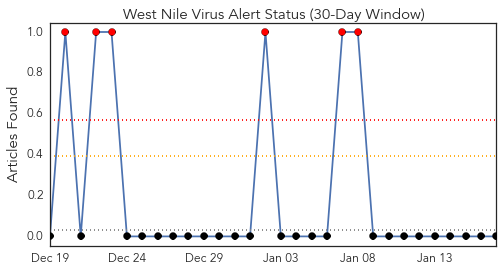 West Nile Virus Alert Status (30-Day Window)
Articles Found
1.0
0.8
0.6
0.4
0.2
0.0
Dec 19 Dec 24 Dec 29 Jan 03 Jan 08 Jan 13